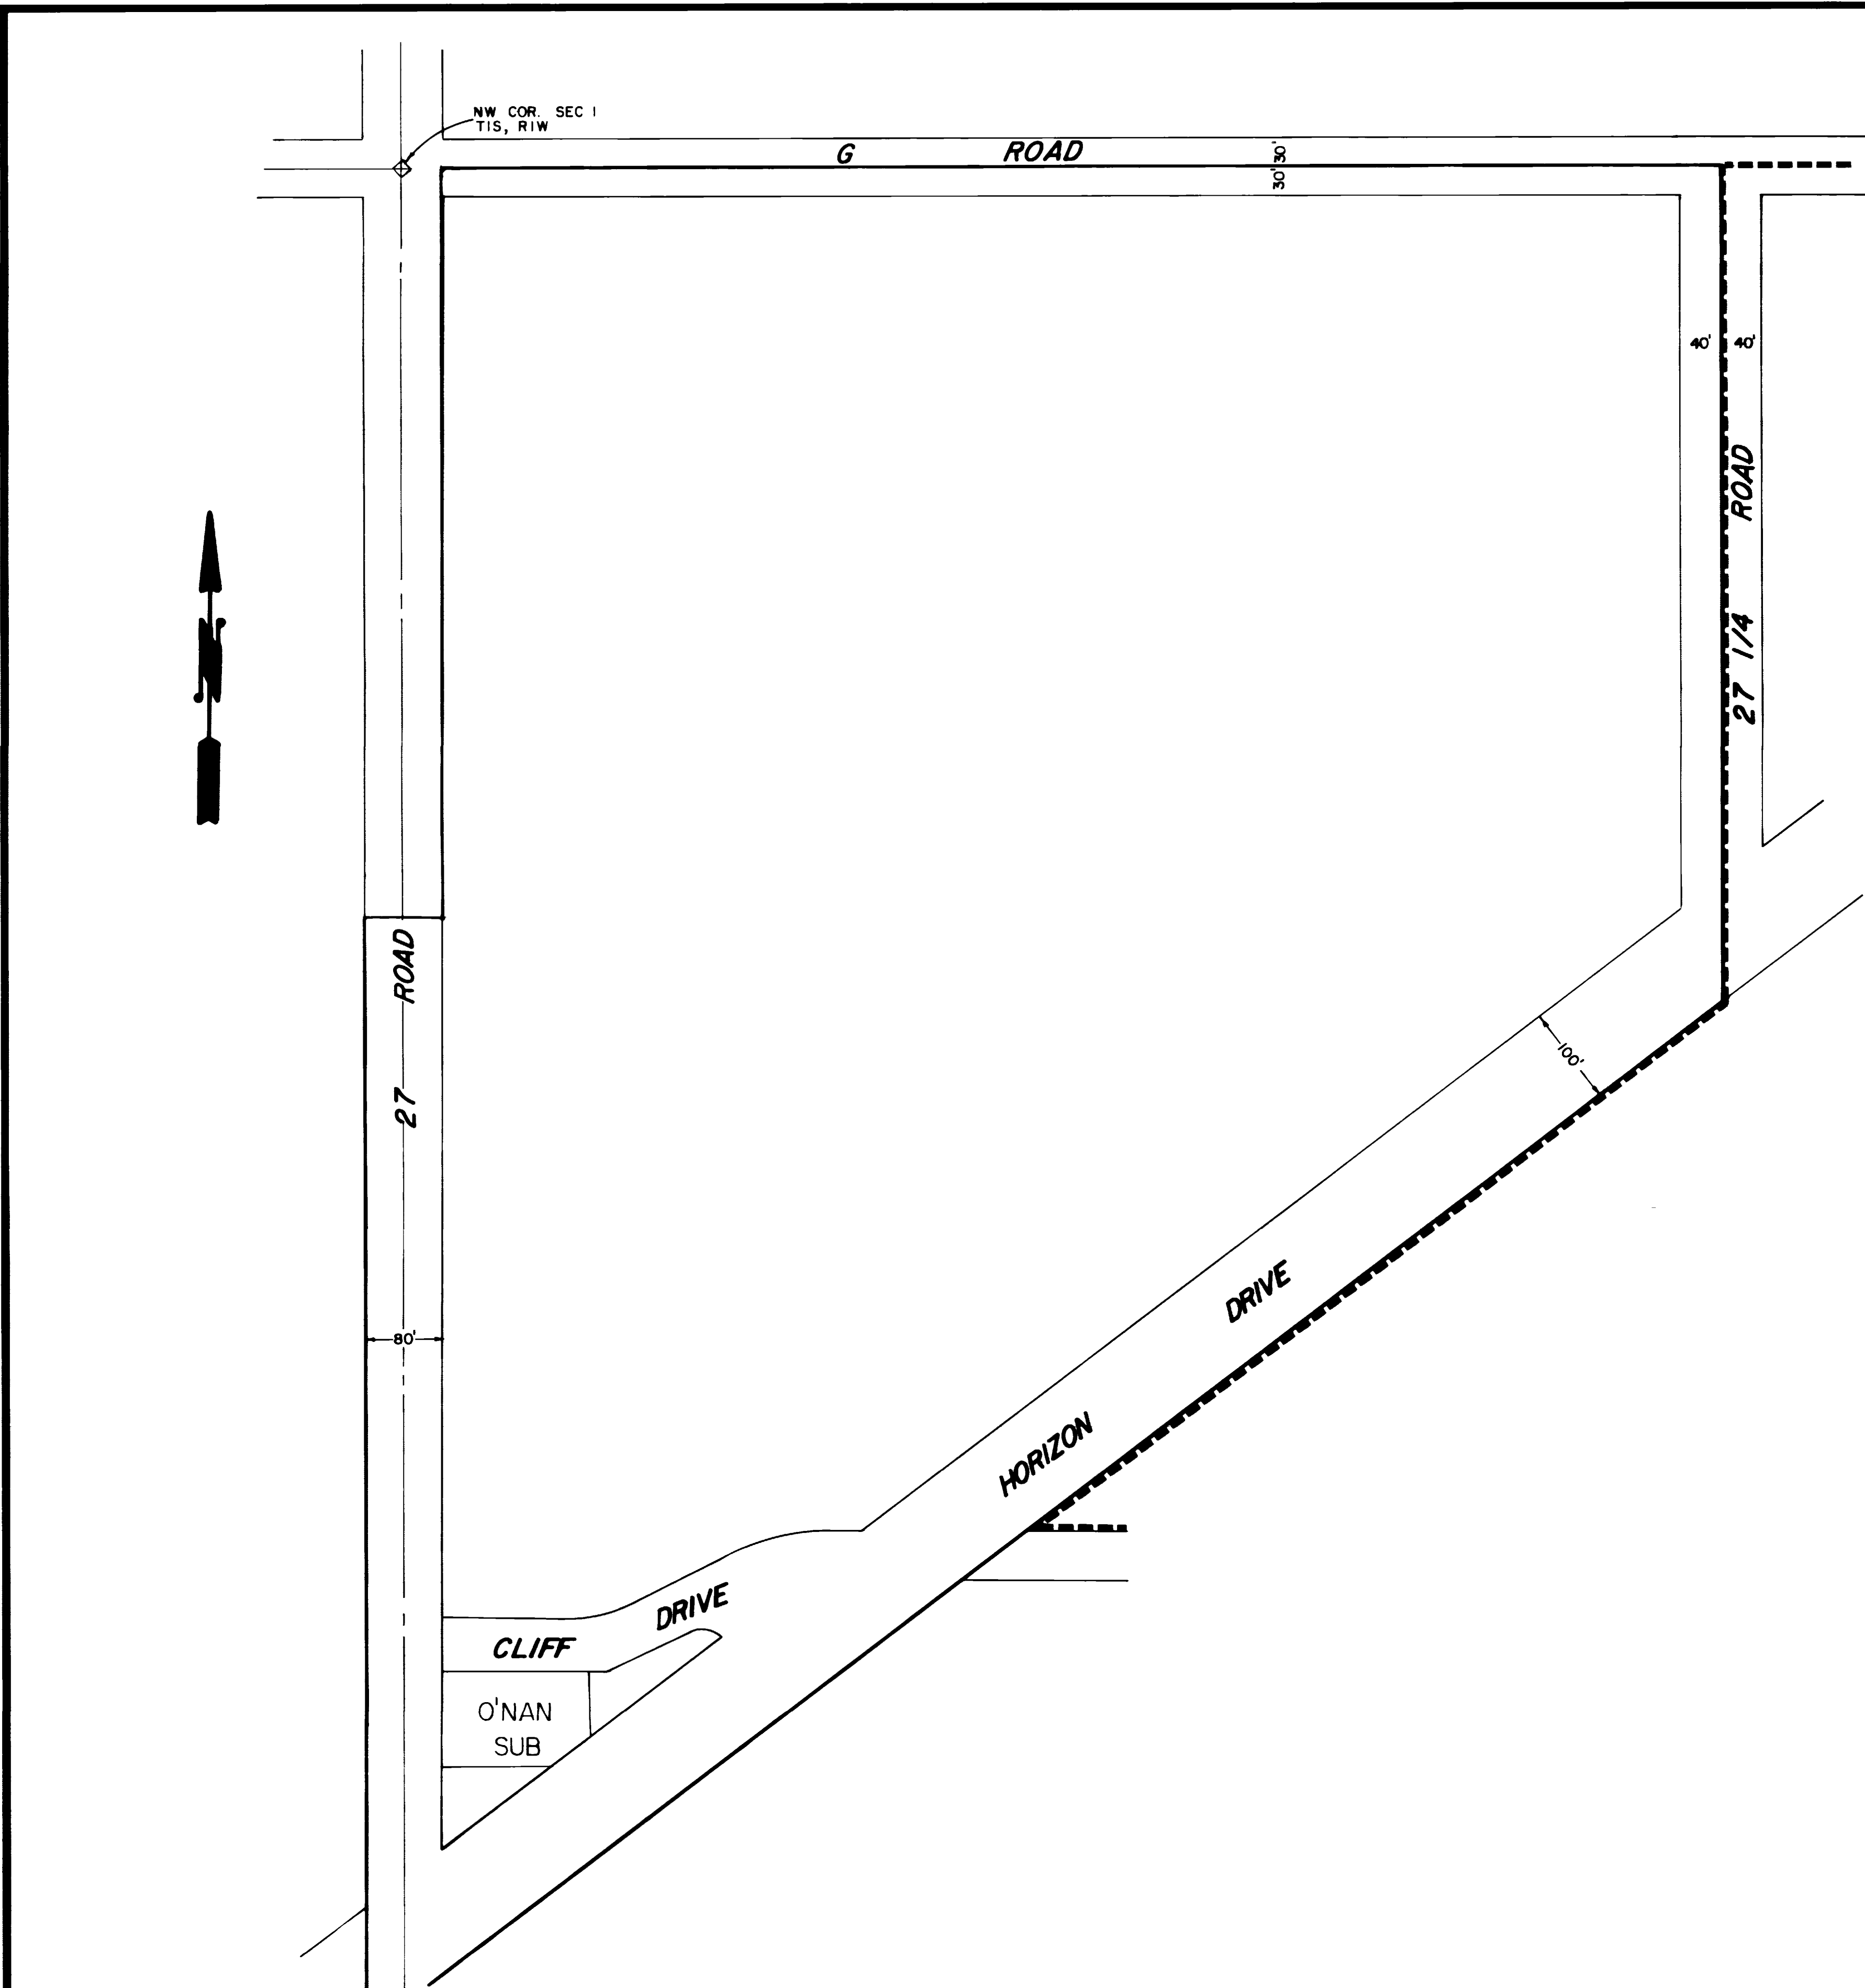 NW COR. SEC 1
T1S, R1W
G ROAD
30' 30'
40' 40'
27 1/4 ROAD
27 ROAD
100'
80'
HORIZON DRIVE
CLIFF DRIVE
O'NAN
SUB
N